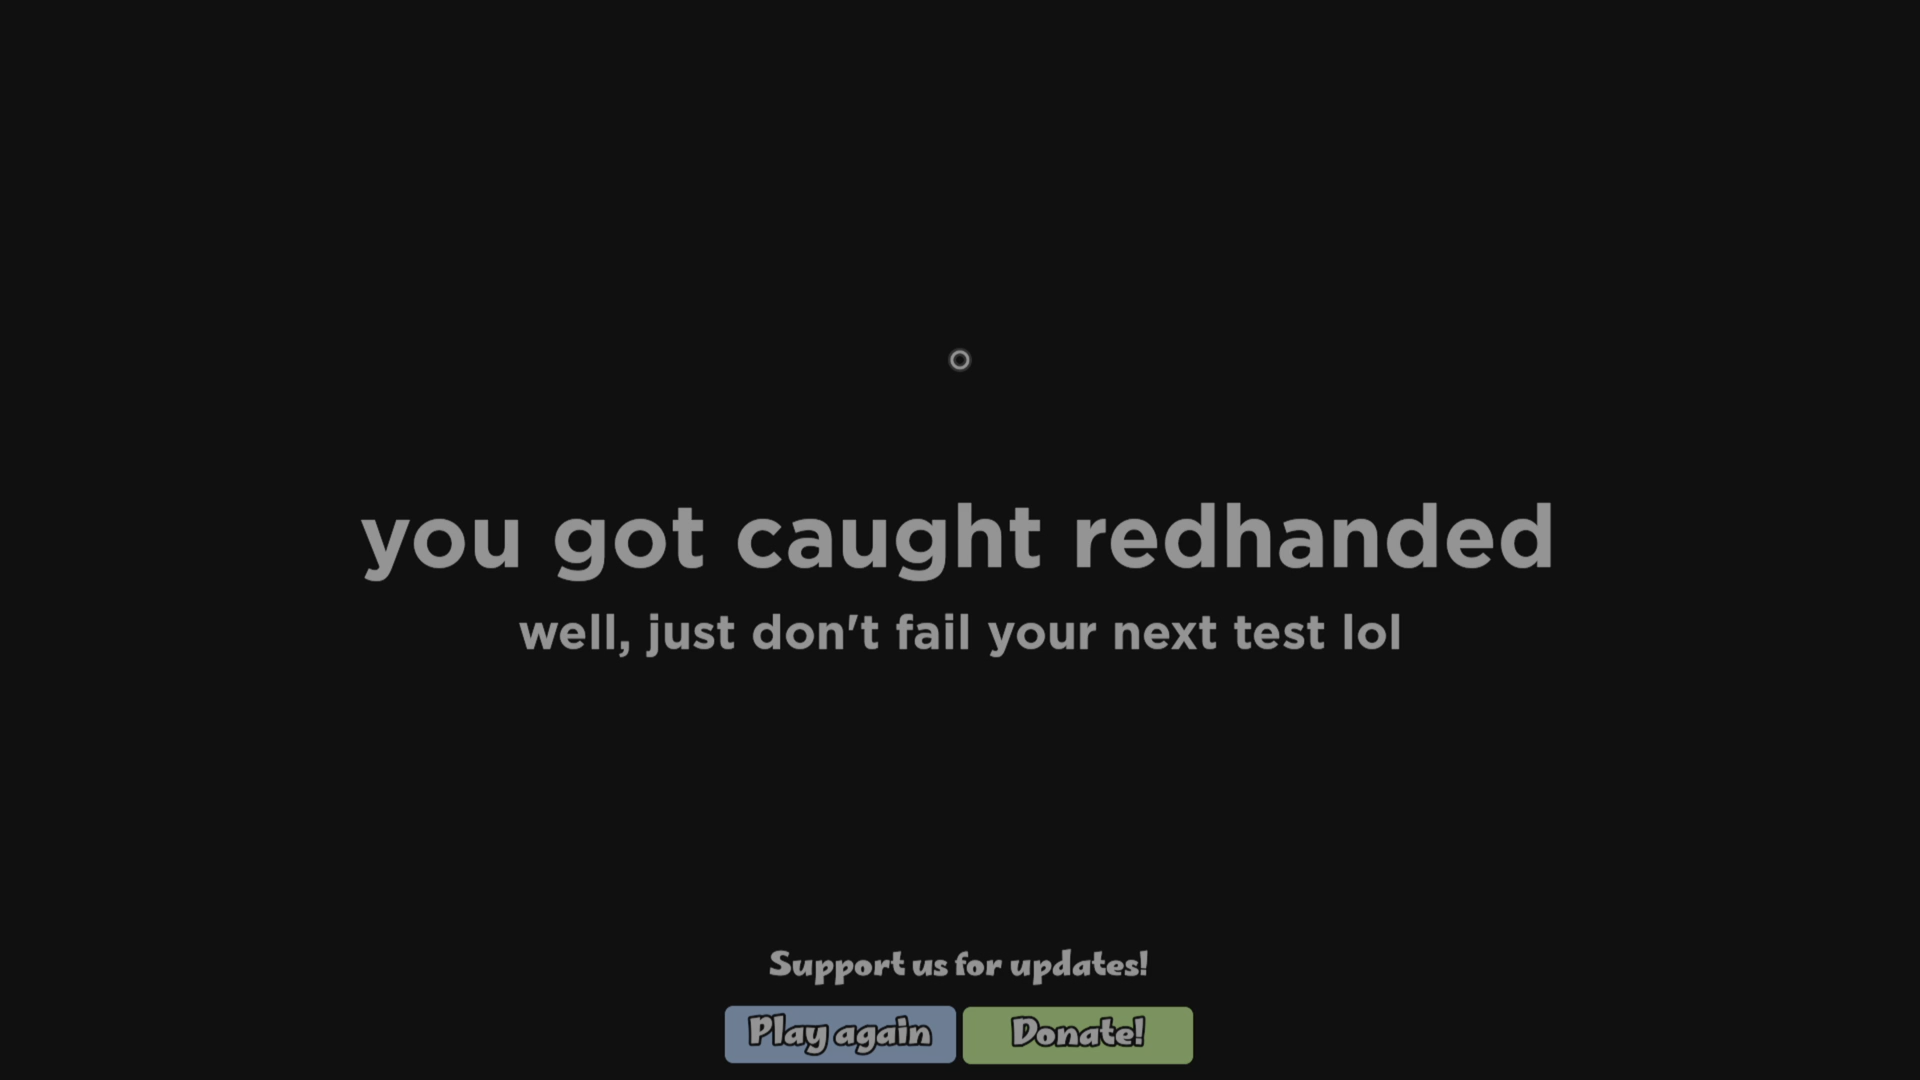 you got caught redhanded
well, just don't fail your next test lol
Support us for updates!
Play again
Donate!